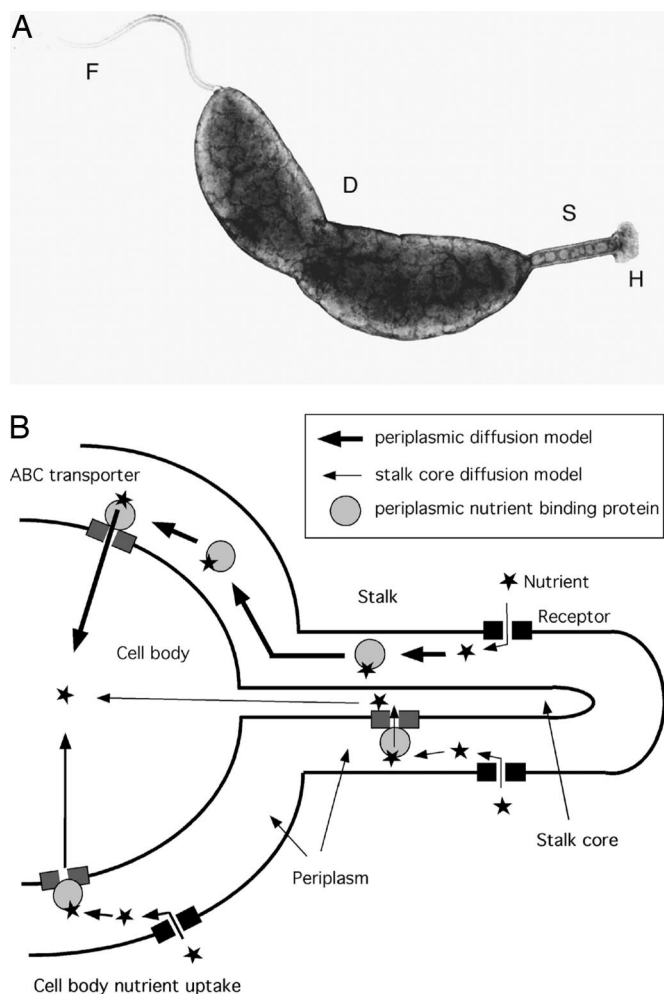 A
F
D
S
H
B
periplasmic diffusion model
stalk core diffusion model
periplasmic nutrient binding protein
ABC transporter
Stalk
Nutrient
Receptor
Cell body
Stalk core
Periplasm
Cell body nutrient uptake